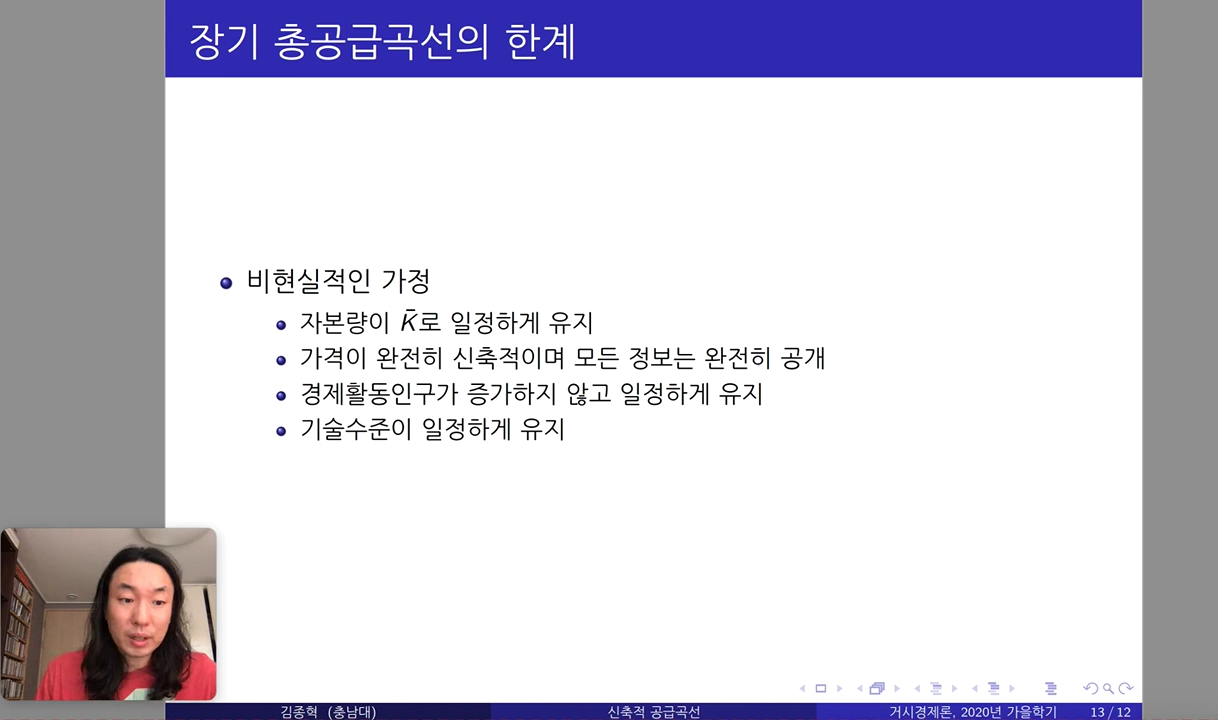 장기 총공급곡선의 한계
비현실적인 가정
자본량이 K̄로 일정하게 유지
가격이 완전히 신축적이며 모든 정보는 완전히 공개
경제활동인구가 증가하지 않고 일정하게 유지
기술수준이 일정하게 유지
김종혁 (충남대) 신축적 공급곡선 거시경제론, 2020년 가을학기 13 / 12